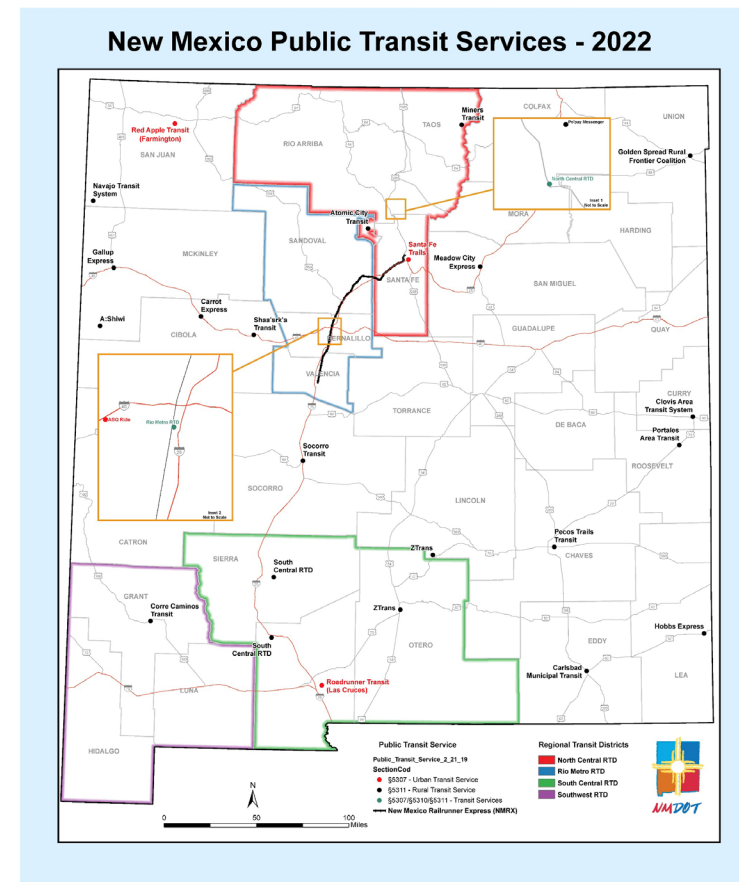 New Mexico Public Transit Services - 2022
COLFAX
Miners
Transit
UNION
TAOS
Polsay Messenger
Red Apple Transit
(Farmington)
RIO ARRIBA
SAN JUAN
Golden Spread Rural
Frontier Coalition
North Central RTD
Navajo Transit
System
Inset 1
Not to Scale
Atomic City
Transit
MORA
HARDING
SANDOVAL
Santa Fe
Trails
MCKINLEY
Gallup
Express
Meadow City
Express
SANTA FE
SAN MIGUEL
Carrot
Express
A:Shiwi
Shaa'srk'a
Transit
CIBOLA
GUADALUPE
QUAY
BERNALILLO
VALENCIA
CURRY
Clovis Area
Transit System
TORRANCE
ABQ Ride
Rio Metro RTD
DE BACA
Portales
Area Transit
Socorro
Transit
ROOSEVELT
SOCORRO
LINCOLN
Inset 2
Not to Scale
CATRON
Pecos Trails
Transit
ZTrans
CHAVES
SIERRA
South
Central RTD
GRANT
Corre Caminos
Transit
ZTrans
Hobbs Express
South
Central RTD
OTERO
EDDY
Carlsbad
Municipal Transit
LEA
Roadrunner Transit
(Las Cruces)
LUNA
HIDALGO
Public Transit Service
Public_Transit_Service_2_21_19
SectionCod
§5307 - Urban Transit Service
§5311 - Rural Transit Service
§5307/§5310/§5311 - Transit Services
New Mexico Railrunner Express (NMRX)
Regional Transit Districts
North Central RTD
Rio Metro RTD
South Central RTD
Southwest RTD
NMDOT
N
0 50 100
Miles